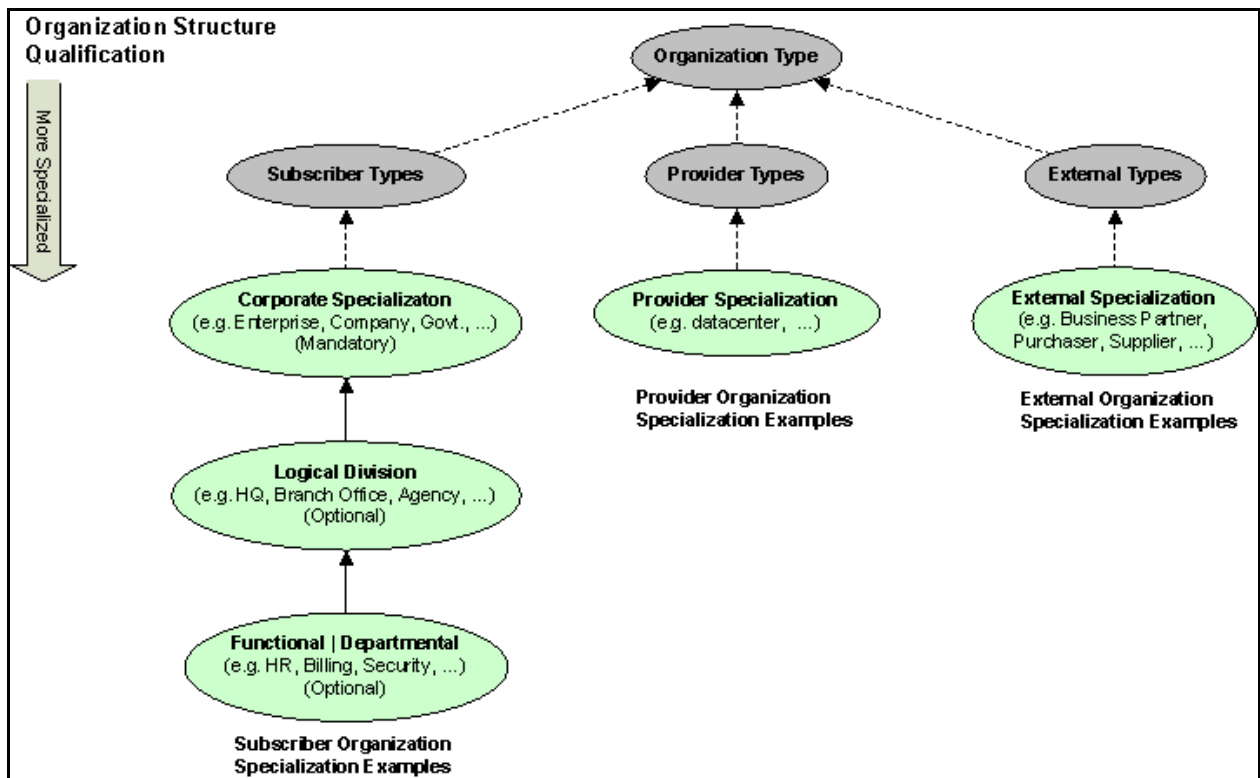 Organization Structure
Qualification
More Specialized
Organization Type
Subscriber Types
Provider Types
External Types
Corporate Specializaton
(e.g. Enterprise, Company, Govt., ...)
(Mandatory)
Provider Specialization
(e.g. datacenter, ...)
External Specialization
(e.g. Business Partner,
Purchaser, Supplier, ...)
Provider Organization
Specialization Examples
External Organization
Specialization Examples
Logical Division
(e.g. HQ, Branch Office, Agency, ...)
(Optional)
Functional | Departmental
(e.g. HR, Billing, Security, ...)
(Optional)
Subscriber Organization
Specialization Examples